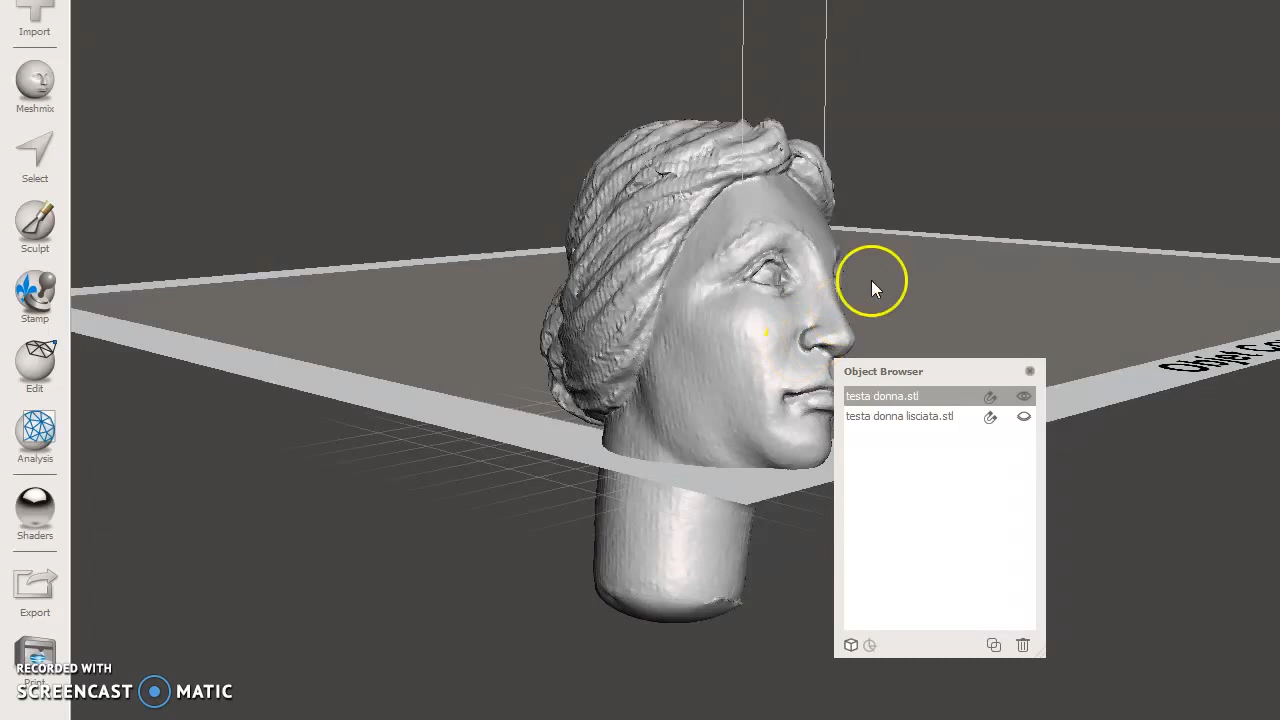 Import
Meshmix
Select
Sculpt
Stamp
Edit
Analysis
Shaders
Export
Print
Object Browser
testa donna.stl
testa donna lisciata.stl
RECORDED WITH
SCREENCAST MATIC